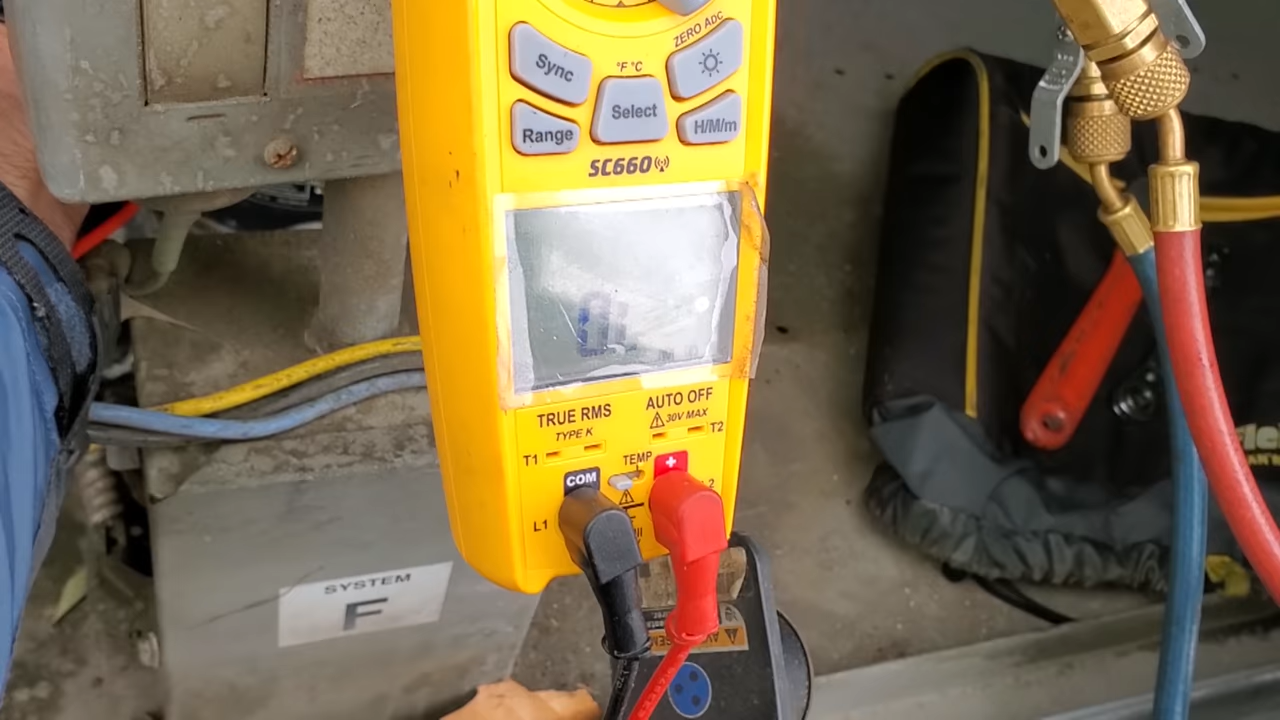 ZERO ADC
Sync
°F °C
Select
Range
H/M/m
SC660
TRUE RMS
TYPE K
AUTO OFF
30V MAX
T1
T2
TEMP
COM
+
L1
SYSTEM
F